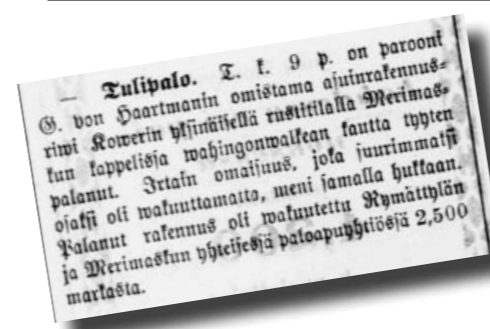 — Tulipalo. T. k. 9 p. on parooni
G. von Haartmanin omistama asuinrakennus=
riwi Kowerin yksinäisellä rustitilalla Merimas=
kun kappelissa wahingonwalkean kautta tyyten
palanut. Irtain omaisuus, joka suurimmaksi
osaksi oli wakuuttamatta, meni samalla hukkaan.
Palanut rakennus oli wakuutettu Rymättylän
ja Merimaskun yhteisessä paloapuyhtiössä 2,500
markasta.